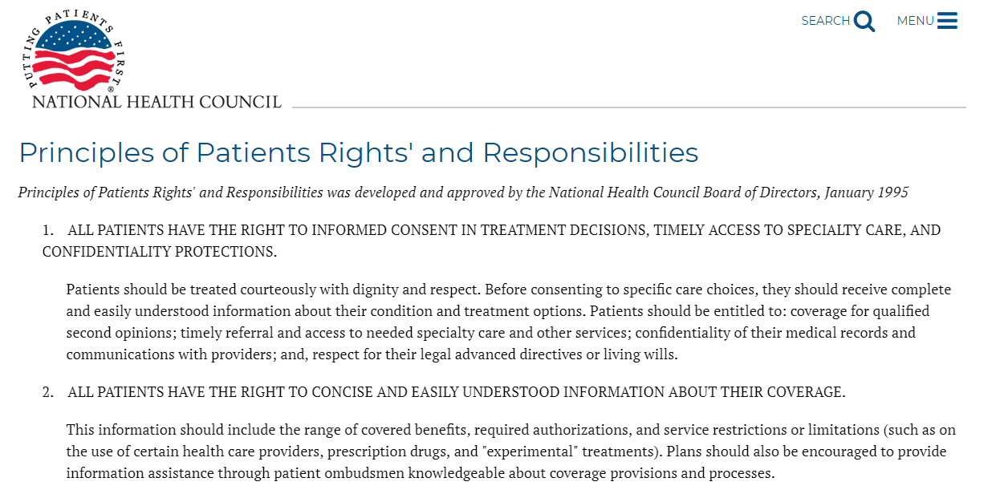 PUTTING PATIENTS FIRST®
NATIONAL HEALTH COUNCIL
SEARCH
MENU
Principles of Patients Rights' and Responsibilities
Principles of Patients Rights' and Responsibilities was developed and approved by the National Health Council Board of Directors, January 1995
1. ALL PATIENTS HAVE THE RIGHT TO INFORMED CONSENT IN TREATMENT DECISIONS, TIMELY ACCESS TO SPECIALTY CARE, AND
CONFIDENTIALITY PROTECTIONS.
Patients should be treated courteously with dignity and respect. Before consenting to specific care choices, they should receive complete
and easily understood information about their condition and treatment options. Patients should be entitled to: coverage for qualified
second opinions; timely referral and access to needed specialty care and other services; confidentiality of their medical records and
communications with providers; and, respect for their legal advanced directives or living wills.
2. ALL PATIENTS HAVE THE RIGHT TO CONCISE AND EASILY UNDERSTOOD INFORMATION ABOUT THEIR COVERAGE.
This information should include the range of covered benefits, required authorizations, and service restrictions or limitations (such as on
the use of certain health care providers, prescription drugs, and "experimental" treatments). Plans should also be encouraged to provide
information assistance through patient ombudsmen knowledgeable about coverage provisions and processes.